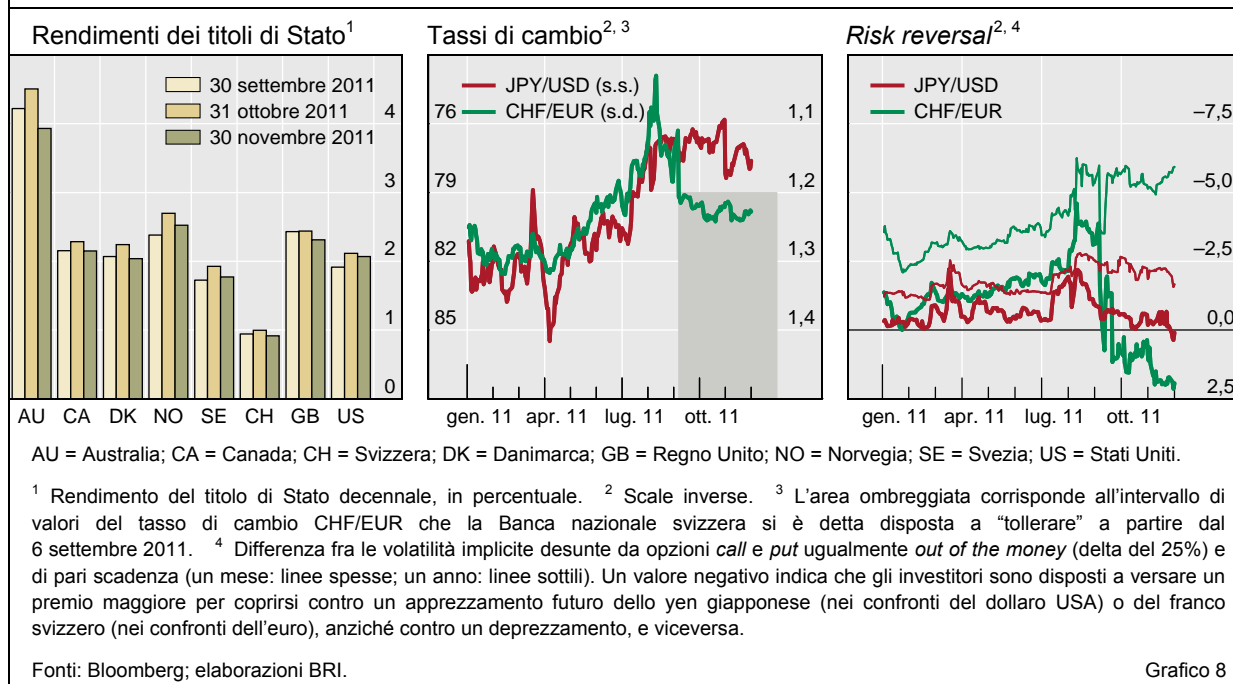 Rendimenti dei titoli di Stato1
Tassi di cambio2, 3
Risk reversal2, 4
30 settembre 2011
31 ottobre 2011
30 novembre 2011
4
3
2
1
0
AU CA DK NO SE CH GB US
JPY/USD (s.s.)
CHF/EUR (s.d.)
76
79
82
85
1,1
1,2
1,3
1,4
gen. 11 apr. 11 lug. 11 ott. 11
JPY/USD
CHF/EUR
–7,5
–5,0
–2,5
0,0
2,5
gen. 11 apr. 11 lug. 11 ott. 11
AU = Australia; CA = Canada; CH = Svizzera; DK = Danimarca; GB = Regno Unito; NO = Norvegia; SE = Svezia; US = Stati Uniti.
1 Rendimento del titolo di Stato decennale, in percentuale. 2 Scale inverse. 3 L'area ombreggiata corrisponde all'intervallo di
valori del tasso di cambio CHF/EUR che la Banca nazionale svizzera si è detta disposta a “tollerare” a partire dal
6 settembre 2011. 4 Differenza fra le volatilità implicite desunte da opzioni call e put ugualmente out of the money (delta del 25%) e
di pari scadenza (un mese: linee spesse; un anno: linee sottili). Un valore negativo indica che gli investitori sono disposti a versare un
premio maggiore per coprirsi contro un apprezzamento futuro dello yen giapponese (nei confronti del dollaro USA) o del franco
svizzero (nei confronti dell'euro), anziché contro un deprezzamento, e viceversa.
Fonti: Bloomberg; elaborazioni BRI.
Grafico 8